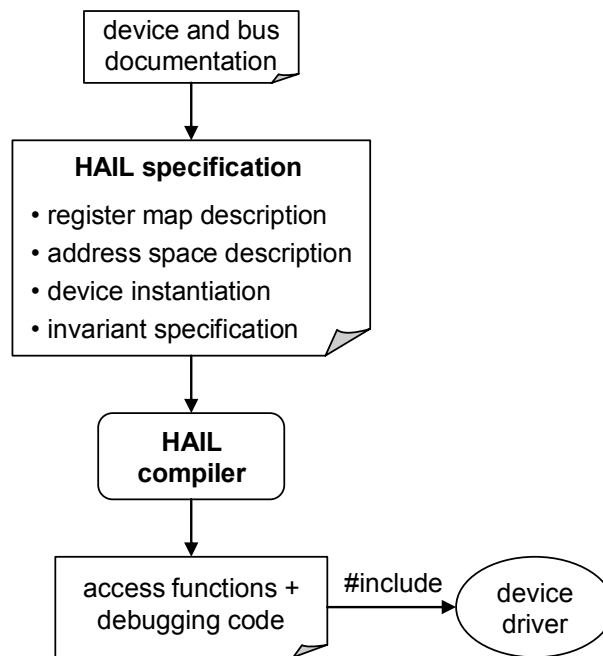 device and bus
documentation
HAIL specification
• register map description
• address space description
• device instantiation
• invariant specification
HAIL
compiler
access functions +
debugging code
#include
device
driver